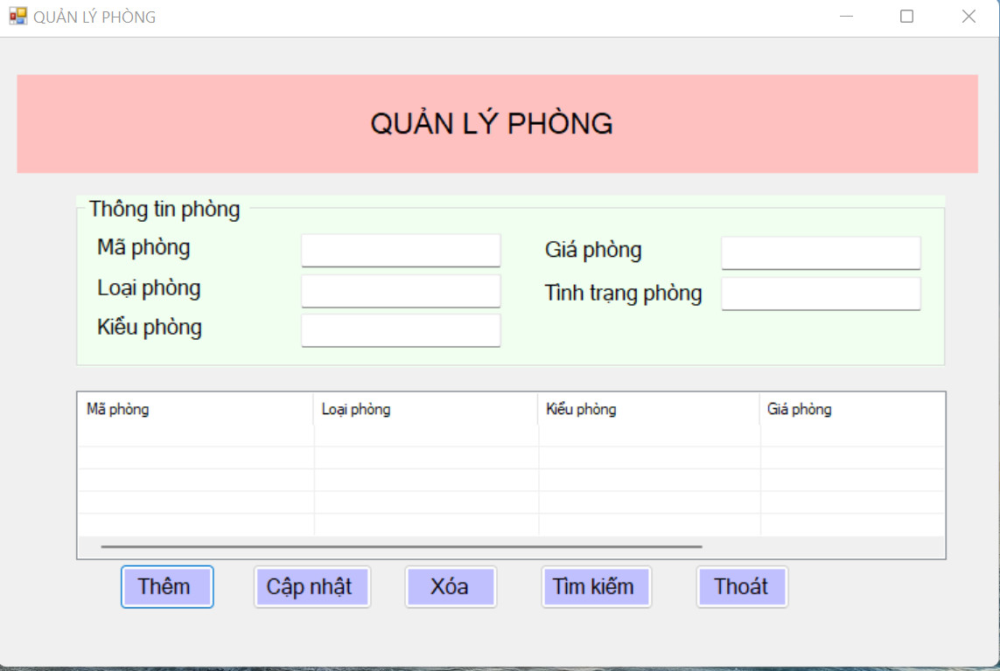 QUẢN LÝ PHÒNG
QUẢN LÝ PHÒNG
Thông tin phòng
Mã phòng
Giá phòng
Loại phòng
Tình trạng phòng
Kiểu phòng
Mã phòng Loại phòng Kiểu phòng Giá phòng
Thêm Cập nhật Xóa Tìm kiếm Thoát